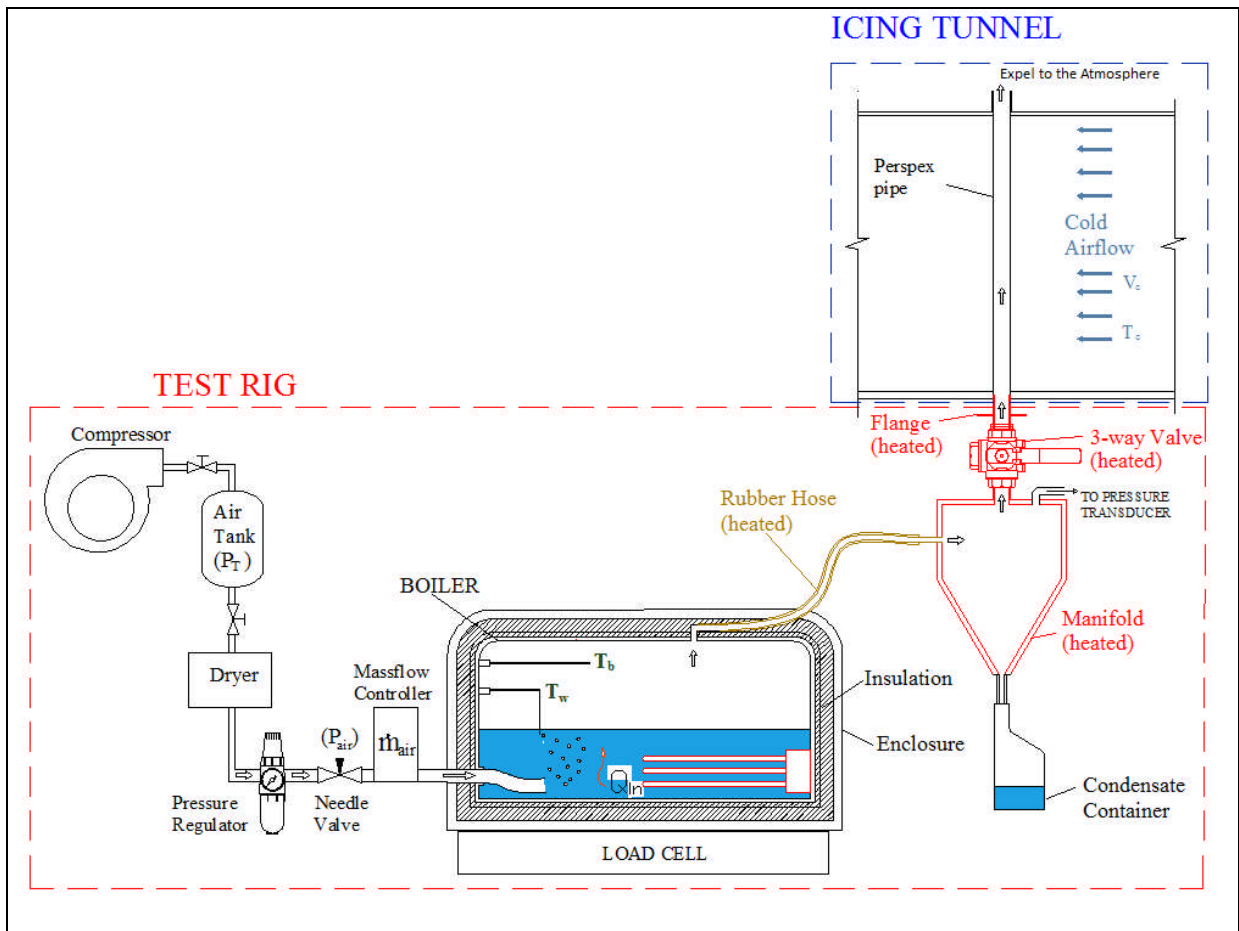 ICING TUNNEL
Expel to the Atmosphere
Perspex
pipe
Cold
Airflow
Vc
Tc
TEST RIG
Compressor
Air
Tank
(PT)
Dryer
Pressure
Regulator
(Pair)
Needle
Valve
Massflow
Controller
ṁair
BOILER
Tb
Tw
Qin
LOAD CELL
Insulation
Enclosure
Rubber Hose
(heated)
Flange
(heated)
3-way Valve
(heated)
TO PRESSURE
TRANSDUCER
Manifold
(heated)
Condensate
Container